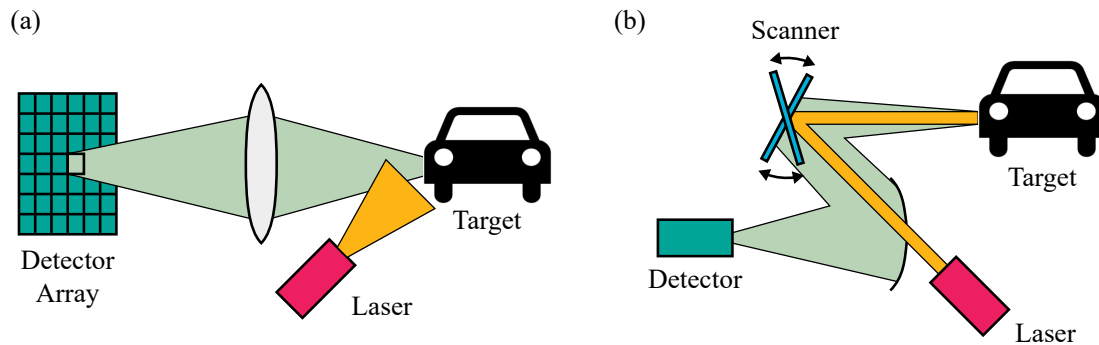 (a)
Detector
Array
Laser
Target
(b)
Scanner
Target
Detector
Laser